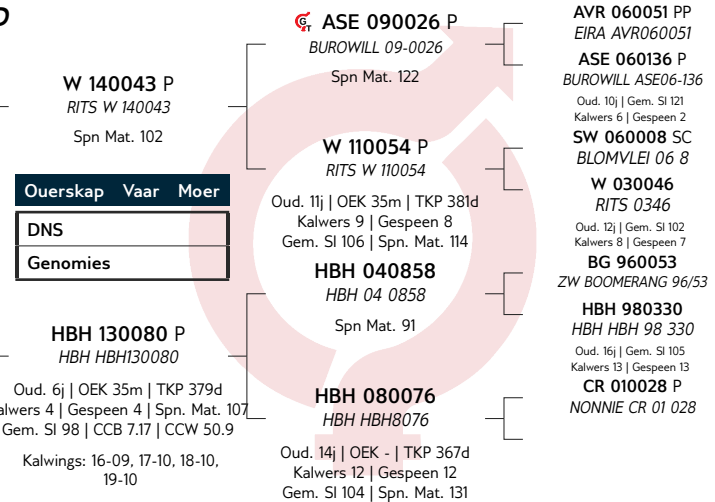 W 140043 P
RITS W 140043
Spn Mat. 102
Ouerskap Vaar Moer
DNS
Genomies
HBH 130080 P
HBH HBH130080
Oud. 6j | OEK 35m | TKP 379d
alwers 4 | Gespeen 4 | Spn. Mat. 107
Gem. SI 98 | CCB 7.17 | CCW 50.9
Kalwings: 16-09, 17-10, 18-10,
19-10
ASE 090026 P
BUROWILL 09-0026
Spn Mat. 122
W 110054 P
RITS W 110054
Oud. 11j | OEK 35m | TKP 381d
Kalwers 9 | Gespeen 8
Gem. SI 106 | Spn. Mat. 114
HBH 040858
HBH 04 0858
Spn Mat. 91
HBH 080076
HBH HBH8076
Oud. 14j | OEK - | TKP 367d
Kalwers 12 | Gespeen 12
Gem. SI 104 | Spn. Mat. 131
AVR 060051 PP
EIRA AVR060051
ASE 060136 P
BUROWILL ASE06-136
Oud. 10j | Gem. SI 121
Kalwers 6 | Gespeen 2
SW 060008 SC
BLOMVLEI 06 8
W 030046
RITS 0346
Oud. 12j | Gem. SI 102
Kalwers 8 | Gespeen 7
BG 960053
ZW BOOMERANG 96/53
HBH 980330
HBH HBH 98 330
Oud. 16j | Gem. SI 105
Kalwers 13 | Gespeen 13
CR 010028 P
NONNIE CR 01 028